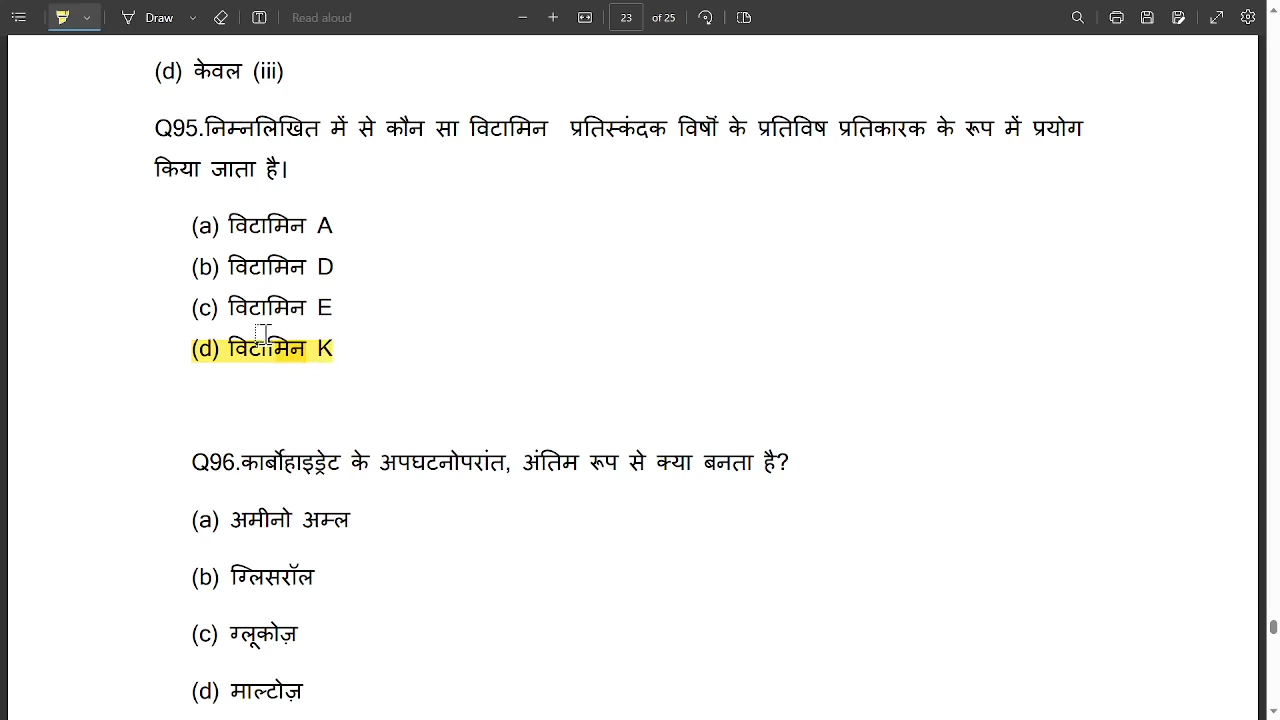 Draw
Read aloud
23 of 25
(d) केवल (iii)
Q95.निम्नलिखित में से कौन सा विटामिन प्रतिस्कंदक विषों के प्रतिविष प्रतिकारक के रूप में प्रयोग
किया जाता है।
(a) विटामिन A
(b) विटामिन D
(c) विटामिन E
(d) विटामिन K
Q96.कार्बोहाइड्रेट के अपघटनोपरांत, अंतिम रूप से क्या बनता है?
(a) अमीनो अम्ल
(b) ग्लिसरॉल
(c) ग्लूकोज़
(d) माल्टोज़